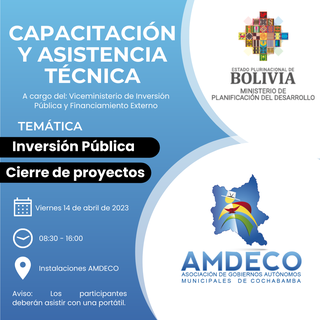 CAPACITACIÓN
Y ASISTENCIA
TÉCNICA
A cargo del: Viceministerio de Inversión
Pública y Financiamiento Externo
ESTADO PLURINACIONAL DE
BOLIVIA
MINISTERIO DE
PLANIFICACIÓN DEL DESARROLLO
TEMÁTICA
Inversión Pública
Cierre de proyectos
Viernes 14 de abril de 2023
08:30 - 16:00
Instalaciones AMDECO
Aviso: Los participantes
deberán asistir con una portátil.
AMDECO
ASOCIACIÓN DE GOBIERNOS AUTÓNOMOS
MUNICIPALES DE COCHABAMBA